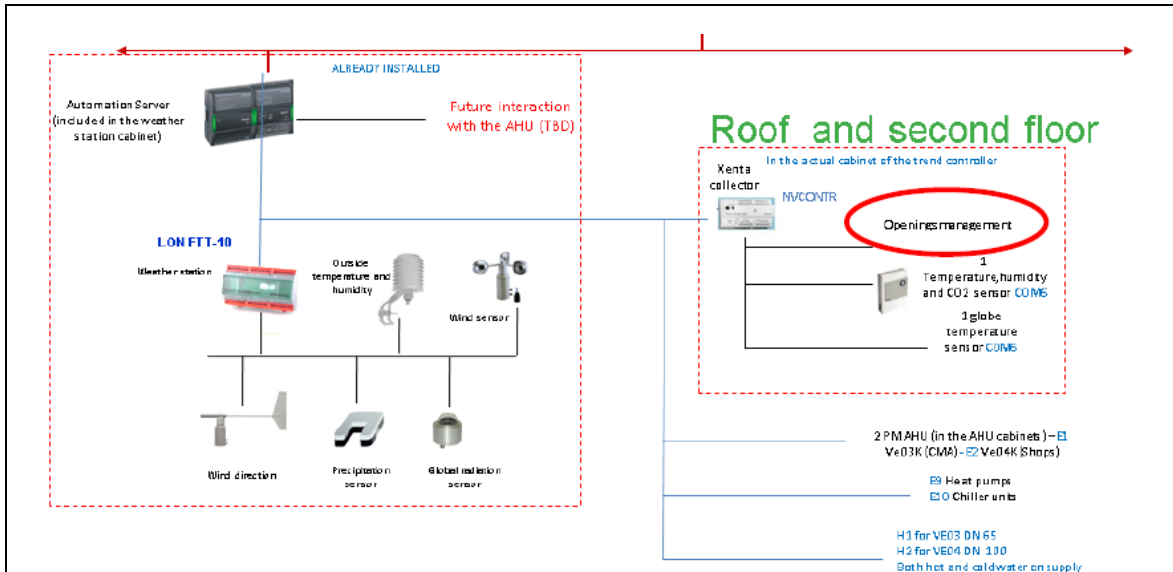 ALREADY INSTALLED
Automation Server
(included in the weather
station cabinet)
Future interaction
with the AHU (TBD)
Roof and second floor
In the actual cabinet of the trend controller
Xenta
collector
NVCONTR
Openings management
LON FTT-10
Weather station
Outside
temperature and
humidity
Wind sensor
1
Temperature, humidity
and CO2 sensor COM6
1 globe
temperature
sensor COM6
Wind direction
Precipitation
sensor
Global radiation
sensor
2 PM AHU (in the AHU cabinets) – E1
Ve03K (CMA) - E2 Ve04K (Shops)
E9 Heat pumps
E10 Chiller units
H1 for VE03 DN 65
H2 for VE04 DN 100
Both hot and cold water on supply